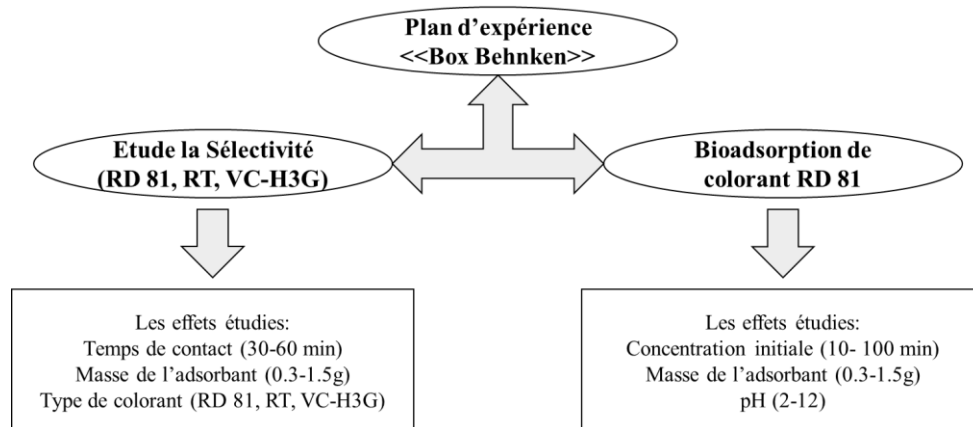 Plan d’expérience
<<Box Behnken>>
Etude la Sélectivité
(RD 81, RT, VC-H3G)
Bioadsorption de
colorant RD 81
Les effets étudies:
Temps de contact (30-60 min)
Masse de l’adsorbant (0.3-1.5g)
Type de colorant (RD 81, RT, VC-H3G)
Les effets étudies:
Concentration initiale (10- 100 min)
Masse de l’adsorbant (0.3-1.5g)
pH (2-12)